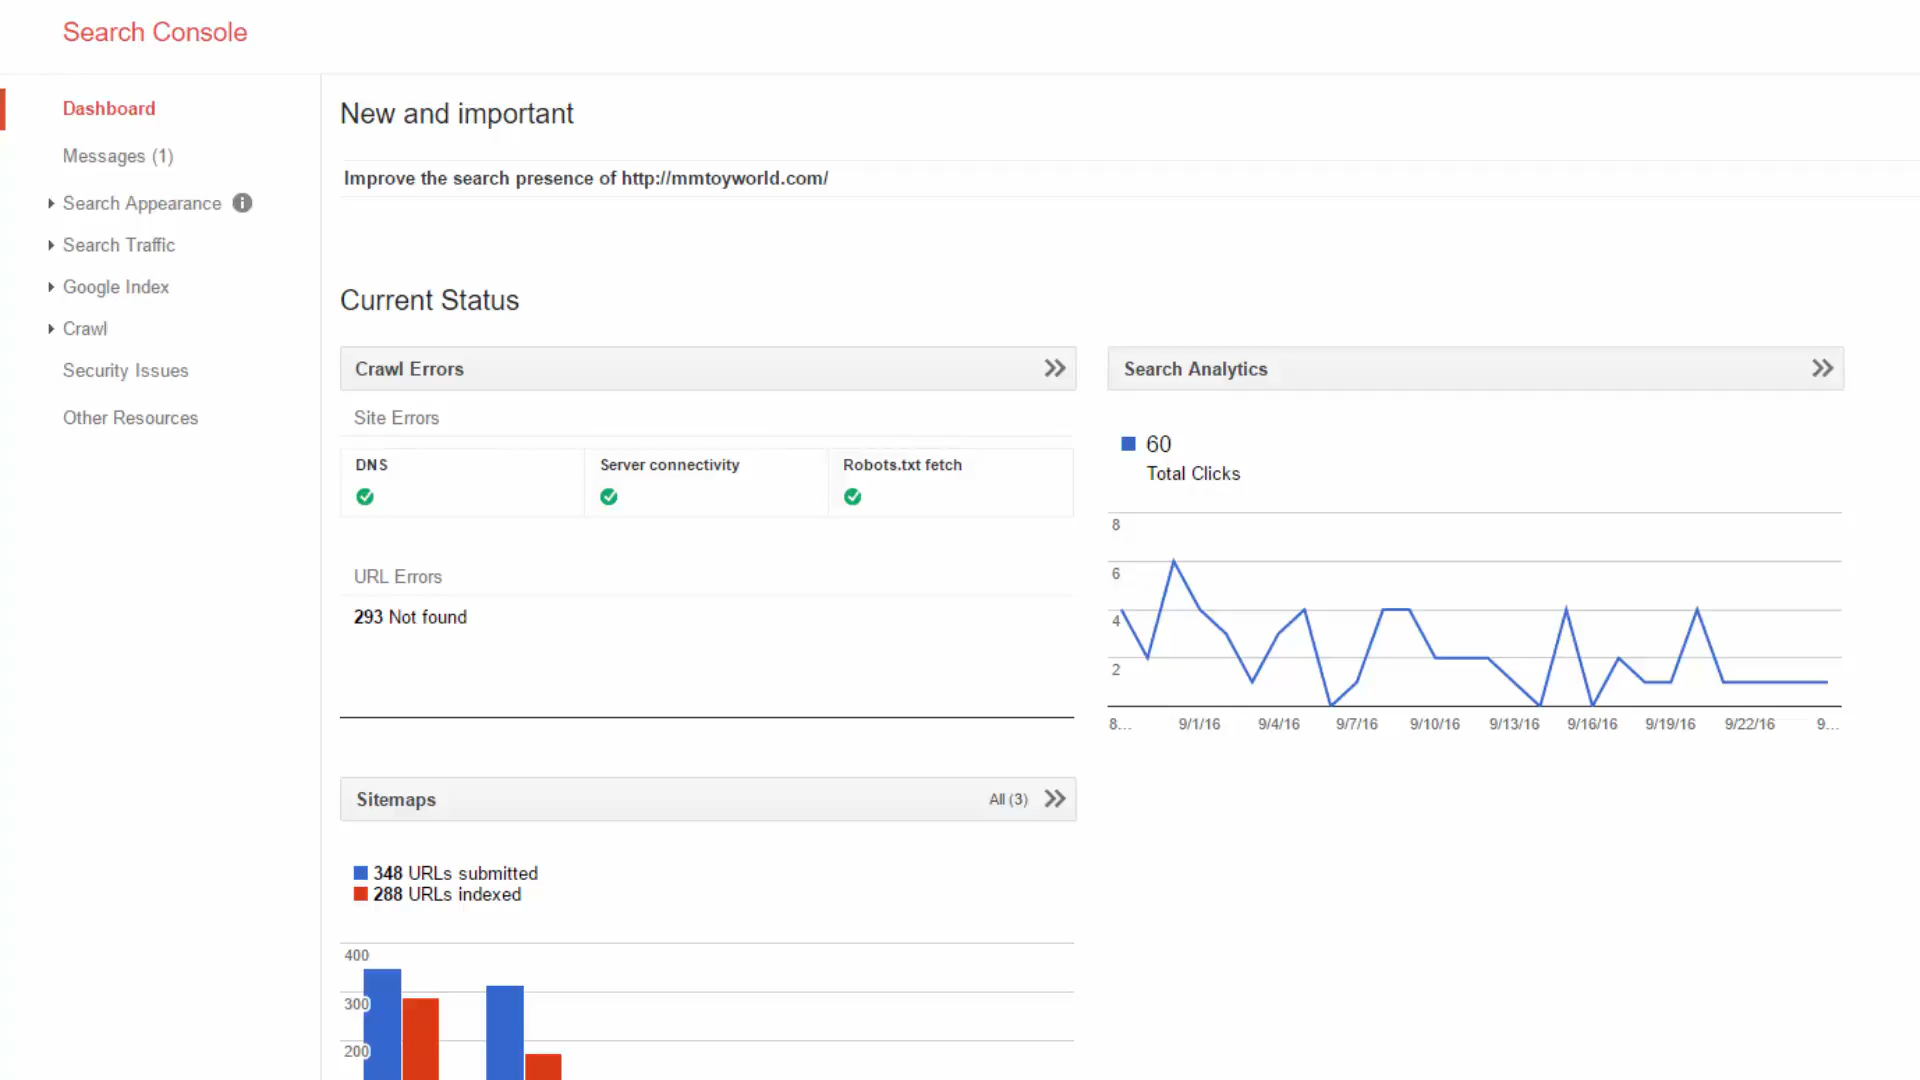 Search Console
Dashboard
Messages (1)
Search Appearance
Search Traffic
Google Index
Crawl
Security Issues
Other Resources
New and important
Improve the search presence of http://mmtoyworld.com/
Current Status
Crawl Errors
Site Errors
DNS
Server connectivity
Robots.txt fetch
URL Errors
293 Not found
Search Analytics
60
Total Clicks
8
6
4
2
8... 9/1/16 9/4/16 9/7/16 9/10/16 9/13/16 9/16/16 9/19/16 9/22/16 9...
Sitemaps All (3)
348 URLs submitted
288 URLs indexed
400
300
200